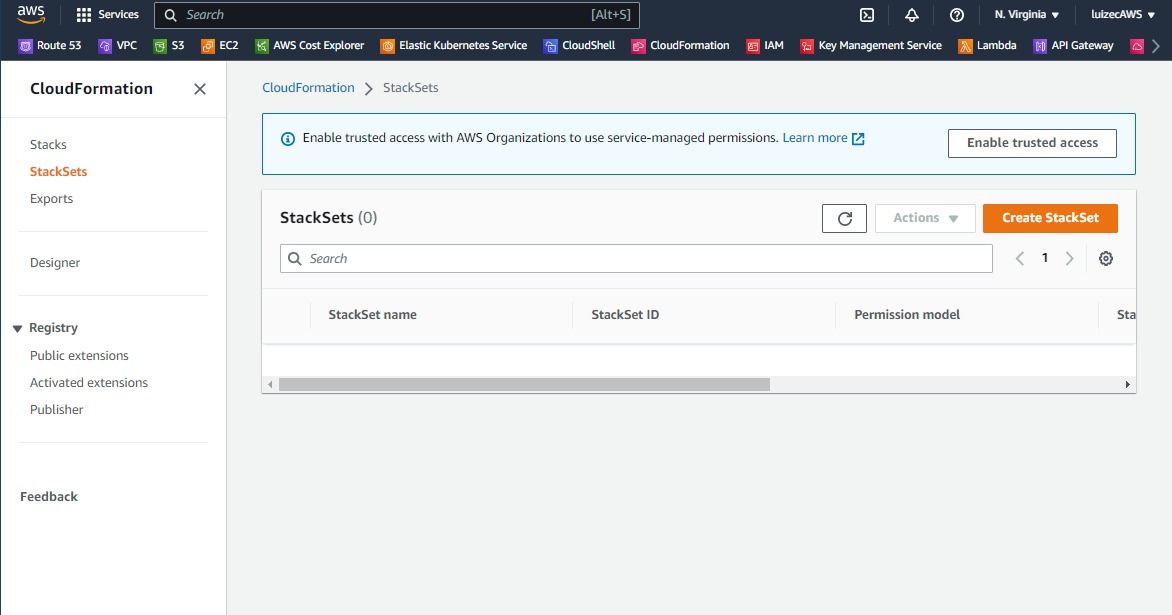 aws Services Search [Alt+S] N. Virginia luizecAWS
Route 53 VPC S3 EC2 AWS Cost Explorer Elastic Kubernetes Service CloudShell CloudFormation IAM Key Management Service Lambda API Gateway
CloudFormation
Stacks
StackSets
Exports
Designer
Registry
Public extensions
Activated extensions
Publisher
Feedback
CloudFormation StackSets
Enable trusted access with AWS Organizations to use service-managed permissions. Learn more Enable trusted access
StackSets (0) Actions Create StackSet
Search 1
StackSet name StackSet ID Permission model Sta